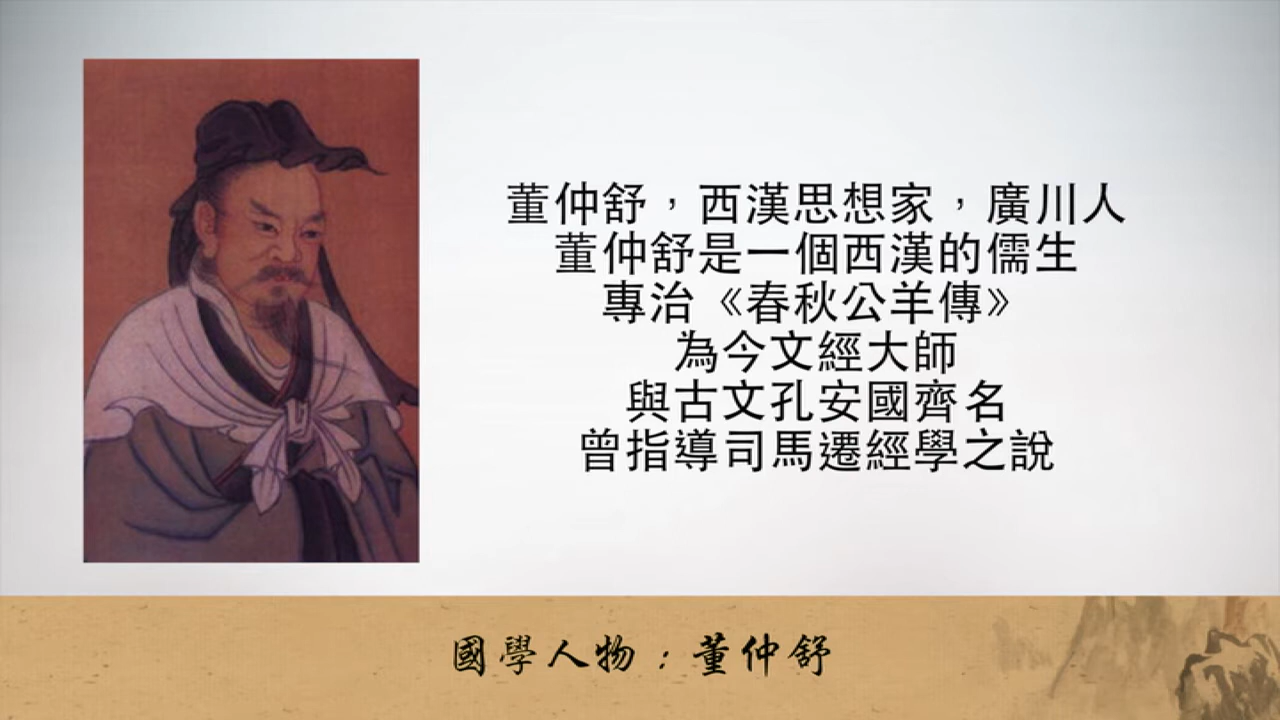 董仲舒，西漢思想家，廣川人
董仲舒是一個西漢的儒生
專治《春秋公羊傳》
為今文經大師
與古文孔安國齊名
曾指導司馬遷經學之說
國學人物：董仲舒